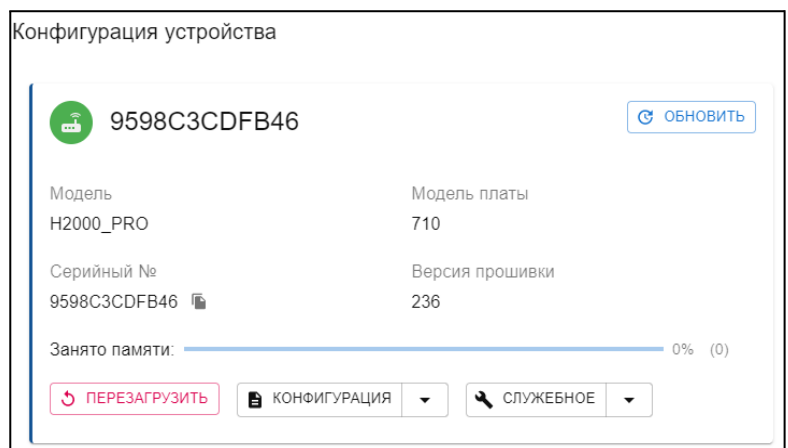 Конфигурация устройства
9598C3CDFB46
ОБНОВИТЬ
Модель
Модель платы
H2000_PRO
710
Серийный №
Версия прошивки
9598C3CDFB46
236
Занято памяти: 0% (0)
ПЕРЕЗАГРУЗИТЬ
КОНФИГУРАЦИЯ
СЛУЖЕБНОЕ